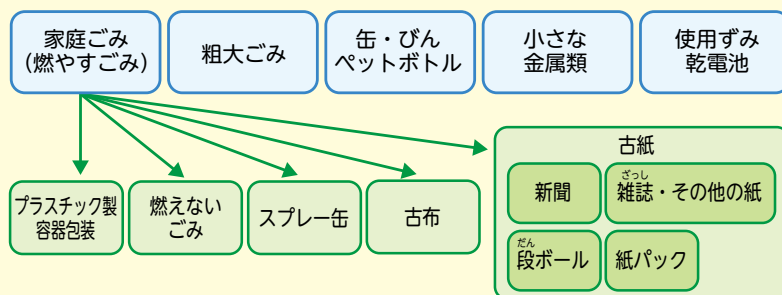 家庭ごみ
(燃やすごみ)
粗大ごみ
缶・びん
ペットボトル
小さな
金属類
使用ずみ
乾電池
プラスチック製
容器包装
燃えない
ごみ
スプレー缶
古布
古紙
新聞
ざっし
雑誌・その他の紙
だん
段ボール
紙パック